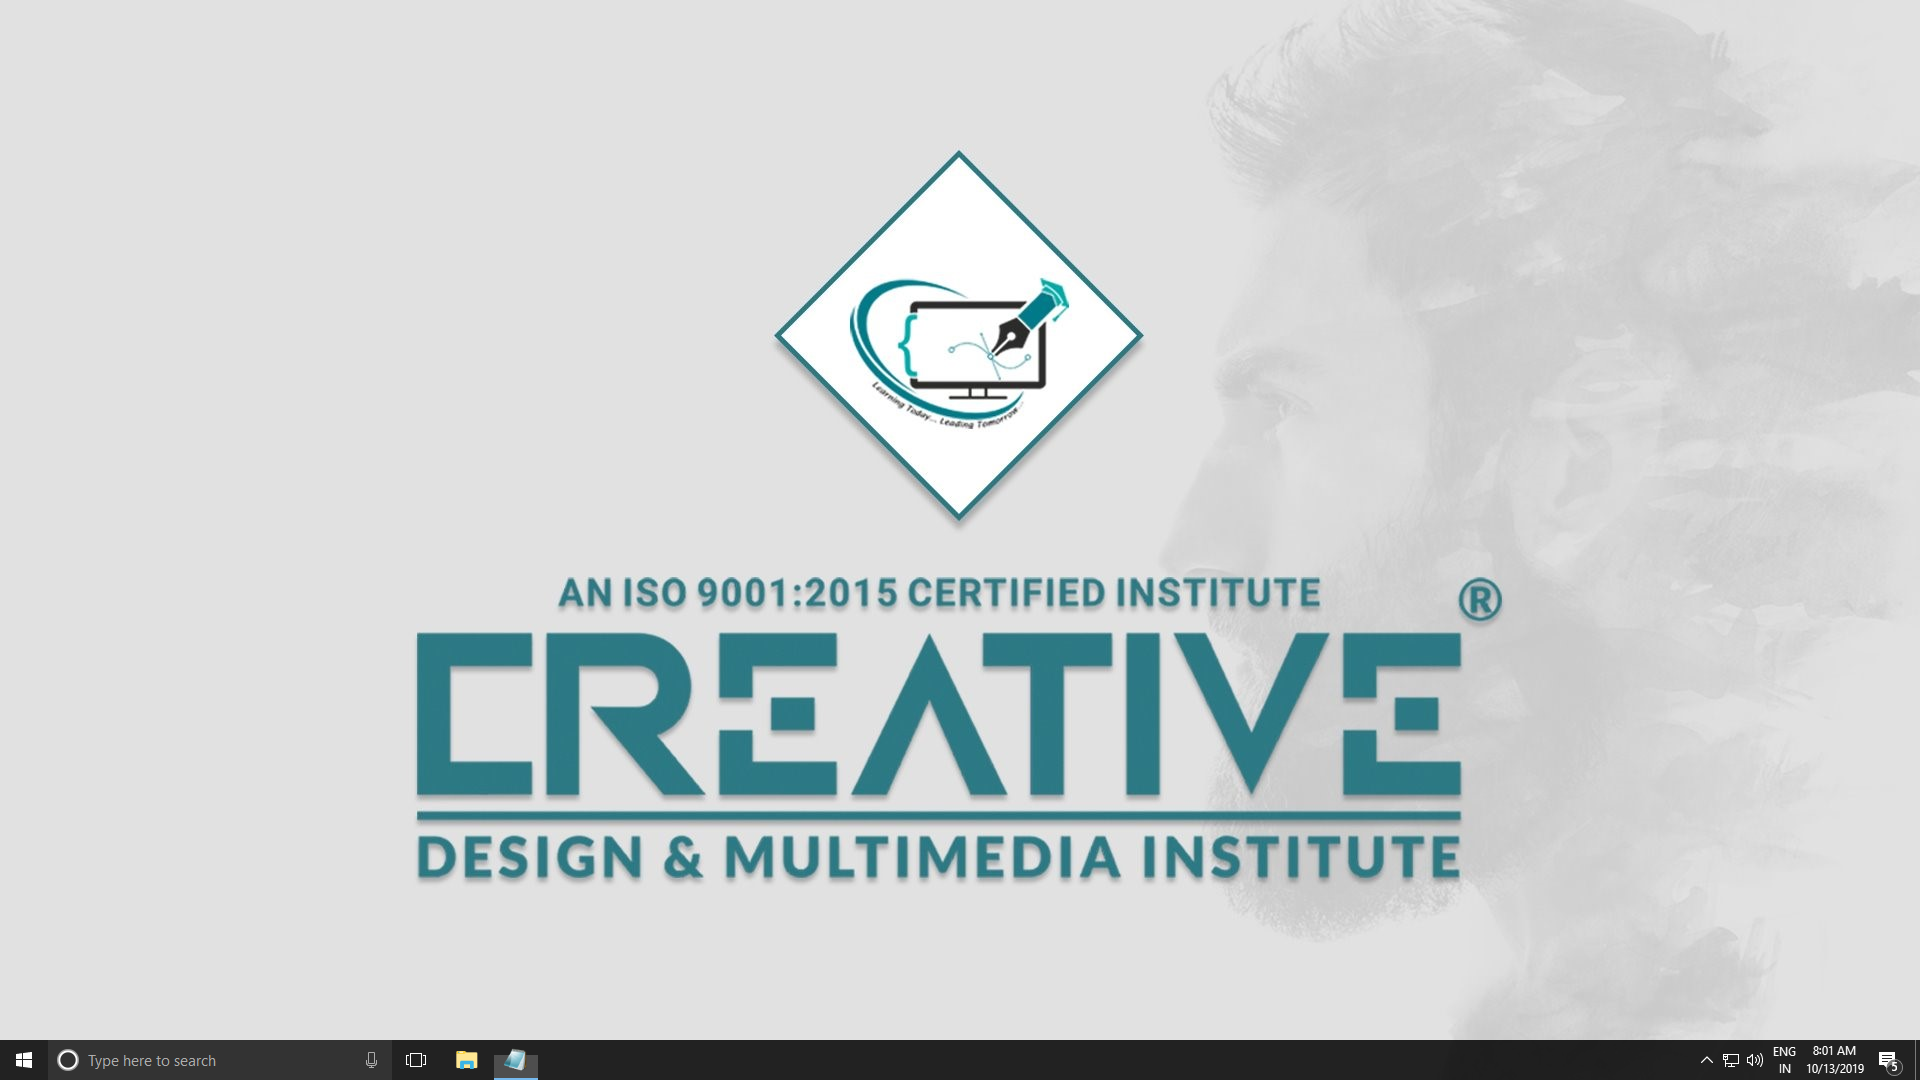 Learning Today... Leading Tomorrow...
AN ISO 9001:2015 CERTIFIED INSTITUTE
®
CREATIVE
DESIGN & MULTIMEDIA INSTITUTE
Type here to search
ENG
IN
8:01 AM
10/13/2019
5